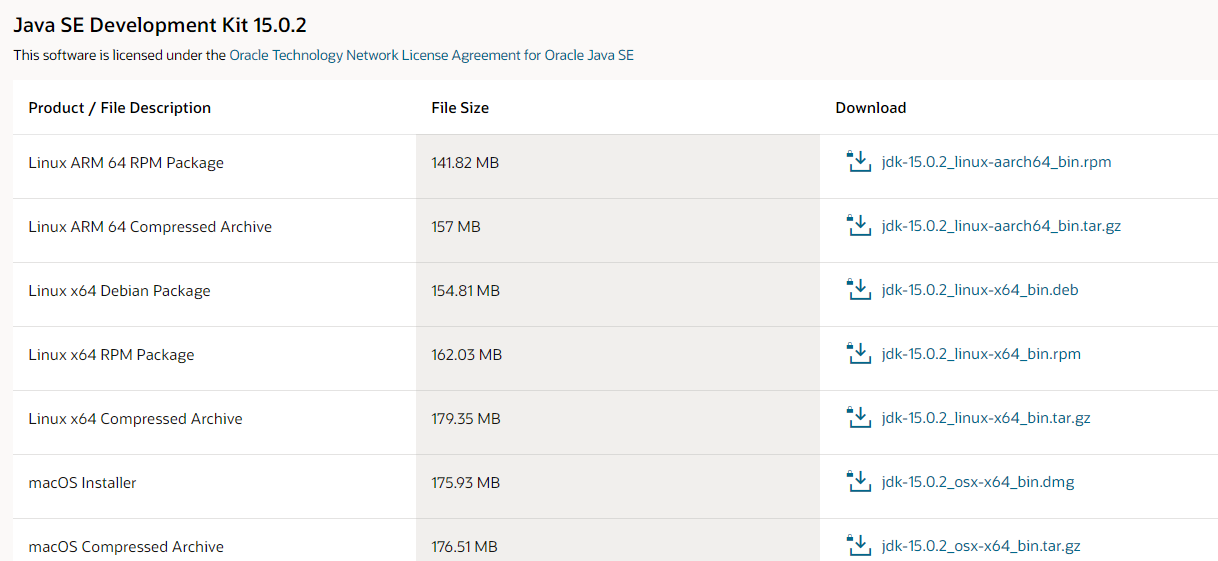 Java SE Development Kit 15.0.2
This software is licensed under the Oracle Technology Network License Agreement for Oracle Java SE
Product / File Description File Size Download
Linux ARM 64 RPM Package 141.82 MB jdk-15.0.2_linux-aarch64_bin.rpm
Linux ARM 64 Compressed Archive 157 MB jdk-15.0.2_linux-aarch64_bin.tar.gz
Linux x64 Debian Package 154.81 MB jdk-15.0.2_linux-x64_bin.deb
Linux x64 RPM Package 162.03 MB jdk-15.0.2_linux-x64_bin.rpm
Linux x64 Compressed Archive 179.35 MB jdk-15.0.2_linux-x64_bin.tar.gz
macOS Installer 175.93 MB jdk-15.0.2_osx-x64_bin.dmg
macOS Compressed Archive 176.51 MB jdk-15.0.2_osx-x64_bin.tar.gz